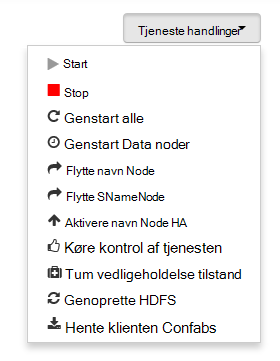 Tjeneste handlinger
Start
Stop
Genstart alle
Genstart Data noder
Flytte navn Node
Flytte SNameNode
Aktivere navn Node HA
Køre kontrol af tjenesten
Tum vedligeholdelse tilstand
Genoprette HDFS
Hente klienten Confabs